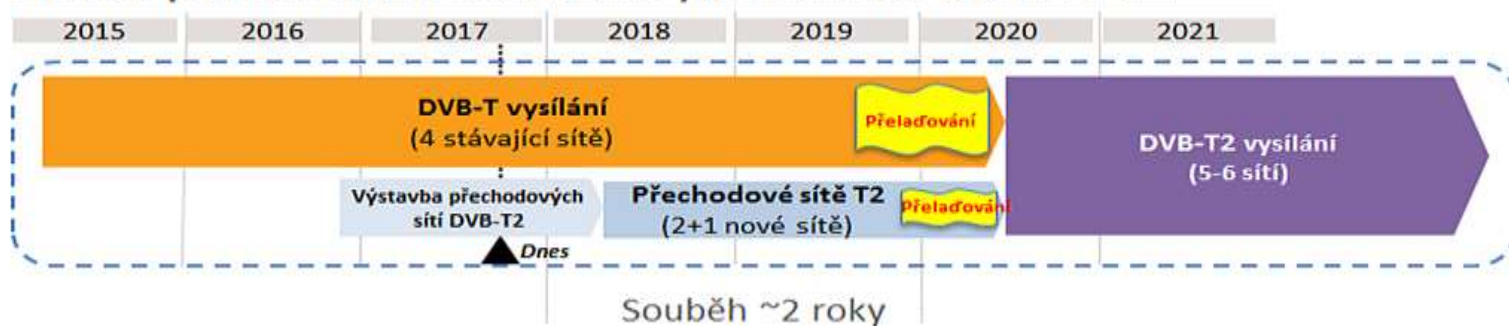 2015 2016 2017 2018 2019 2020 2021
DVB-T vysílání
(4 stávající sítě)
Přelaďování
DVB-T2 vysílání
(5-6 sítí)
Výstavba přechodových
sítí DVB-T2
Přechodové sítě T2
(2+1 nové sítě)
Přelaďování
Dnes
Souběh ~2 roky